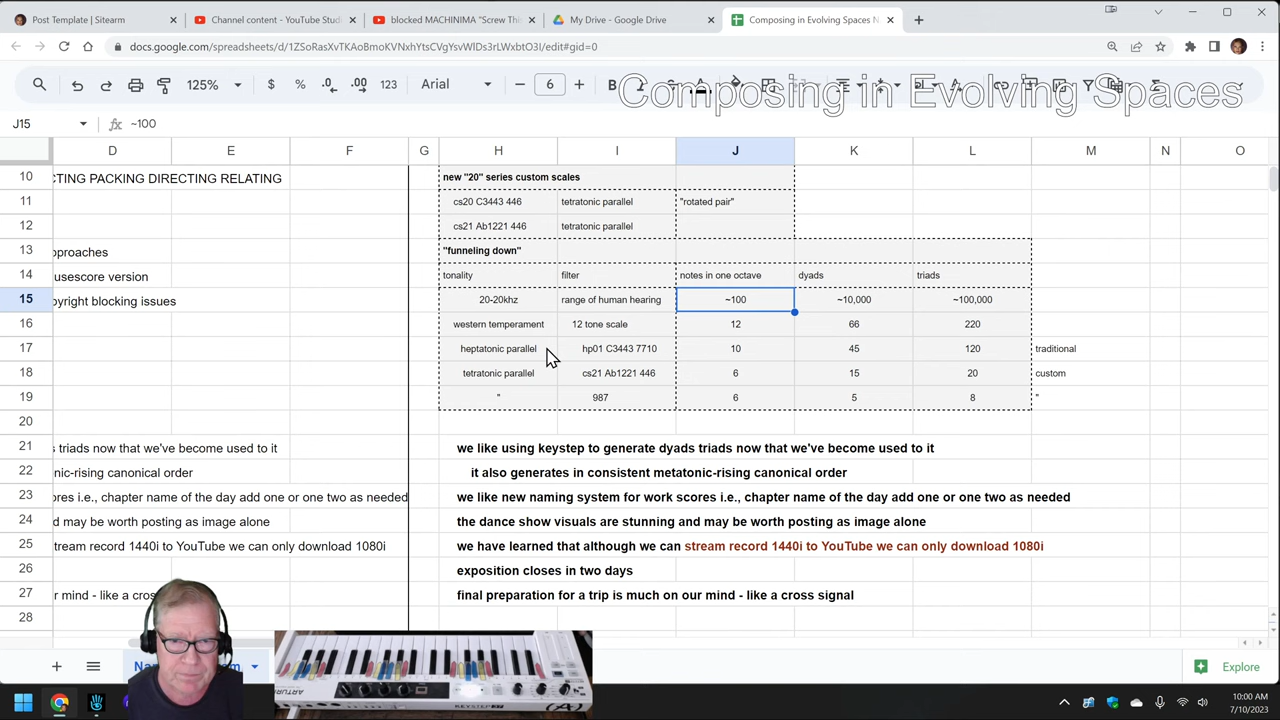 Post Template | Sitearm
Channel content - YouTube Stud
blocked MACHINIMA "Screw Thi
My Drive - Google Drive
Composing in Evolving Spaces N
docs.google.com/spreadsheets/d/1ZSoRasXvTKAoBmoKVNxhYtsCVgYsvWlDs3rLWxbtO3I/edit#gid=0
125% $ % .0 .00 123 Arial 6 B
Composing in Evolving Spaces
J15 fx ~100
D E F G H I J K L M N O
10 CTING PACKING DIRECTING RELATING new "20" series custom scales
11 cs20 C3443 446 tetratonic parallel "rotated pair"
12 cs21 Ab1221 446 tetratonic parallel
13 pproaches "funneling down"
14 usescore version tonality filter notes in one octave dyads triads
15 pyright blocking issues 20-20khz range of human hearing ~100 ~10,000 ~100,000
16 western temperament 12 tone scale 12 66 220
17 heptatonic parallel hp01 C3443 7710 10 45 120 traditional
18 tetratonic parallel cs21 Ab1221 446 6 15 20 custom
19 " 987 6 5 8 "
20
21 s triads now that we've become used to it we like using keystep to generate dyads triads now that we've become used to it
22 nic-rising canonical order it also generates in consistent metatonic-rising canonical order
23 ores i.e., chapter name of the day add one or one two as needed we like new naming system for work scores i.e., chapter name of the day add one or one two as needed
24 d may be worth posting as image alone the dance show visuals are stunning and may be worth posting as image alone
25 tream record 1440i to YouTube we can only download 1080i we have learned that although we can stream record 1440i to YouTube we can only download 1080i
26 exposition closes in two days
27 final preparation for a trip is much on our mind - like a cross signal
28
Explore
ARTURIA
KEYSTEP 37
10:00 AM
7/10/2023